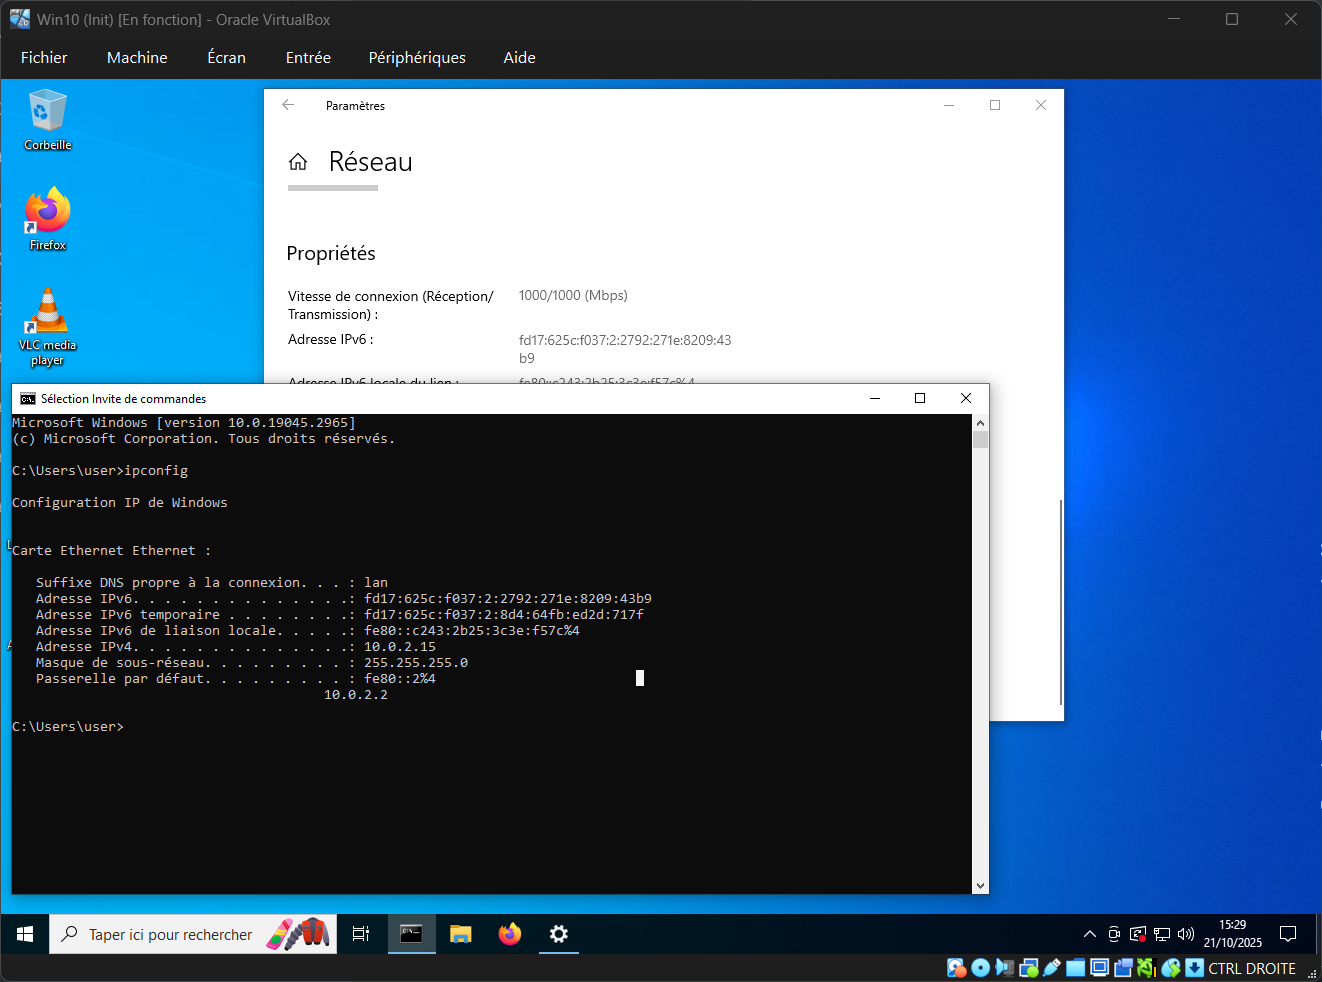 Win10 (Init) [En fonction] - Oracle VirtualBox
Fichier Machine Écran Entrée Périphériques Aide
Corbeille
Firefox
VLC media
player
Paramètres
Réseau
Propriétés
Vitesse de connexion (Réception/
Transmission) :
1000/1000 (Mbps)
Adresse IPv6 :
fd17:625c:f037:2:2792:271e:8209:43
b9
Adresse IPv6 locale du lien :
fe80::c243:2b25:3c3e:f57c%4
Sélection Invite de commandes
Microsoft Windows [version 10.0.19045.2965]
(c) Microsoft Corporation. Tous droits réservés.
C:\Users\user>ipconfig
Configuration IP de Windows
Carte Ethernet Ethernet :
Suffixe DNS propre à la connexion. . . : lan
Adresse IPv6. . . . . . . . . . . . . .: fd17:625c:f037:2:2792:271e:8209:43b9
Adresse IPv6 temporaire . . . . . . . .: fd17:625c:f037:2:8d4:64fb:ed2d:717f
Adresse IPv6 de liaison locale. . . . .: fe80::c243:2b25:3c3e:f57c%4
Adresse IPv4. . . . . . . . . . . . . .: 10.0.2.15
Masque de sous-réseau. . . . . . . . . : 255.255.255.0
Passerelle par défaut. . . . . . . . . : fe80::2%4
10.0.2.2
C:\Users\user>
Taper ici pour rechercher
15:29
21/10/2025
CTRL DROITE